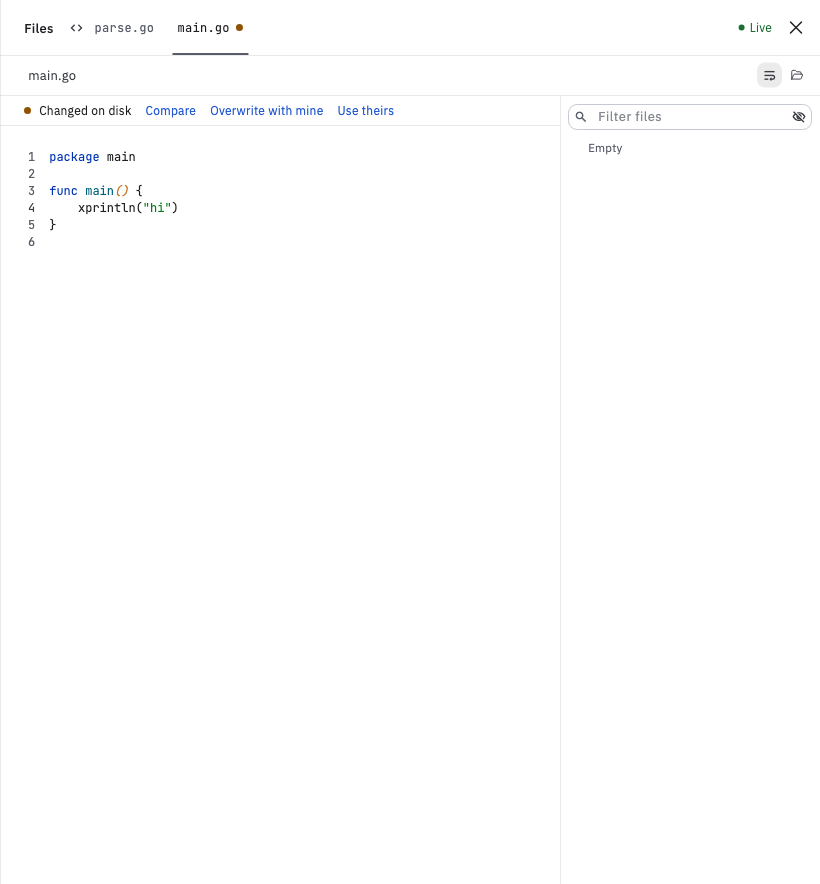 Files <> parse.go main.go Live
main.go
Changed on disk Compare Overwrite with mine Use theirs
Filter files
Empty
1 package main
2
3 func main() {
4     xprintln("hi")
5 }
6